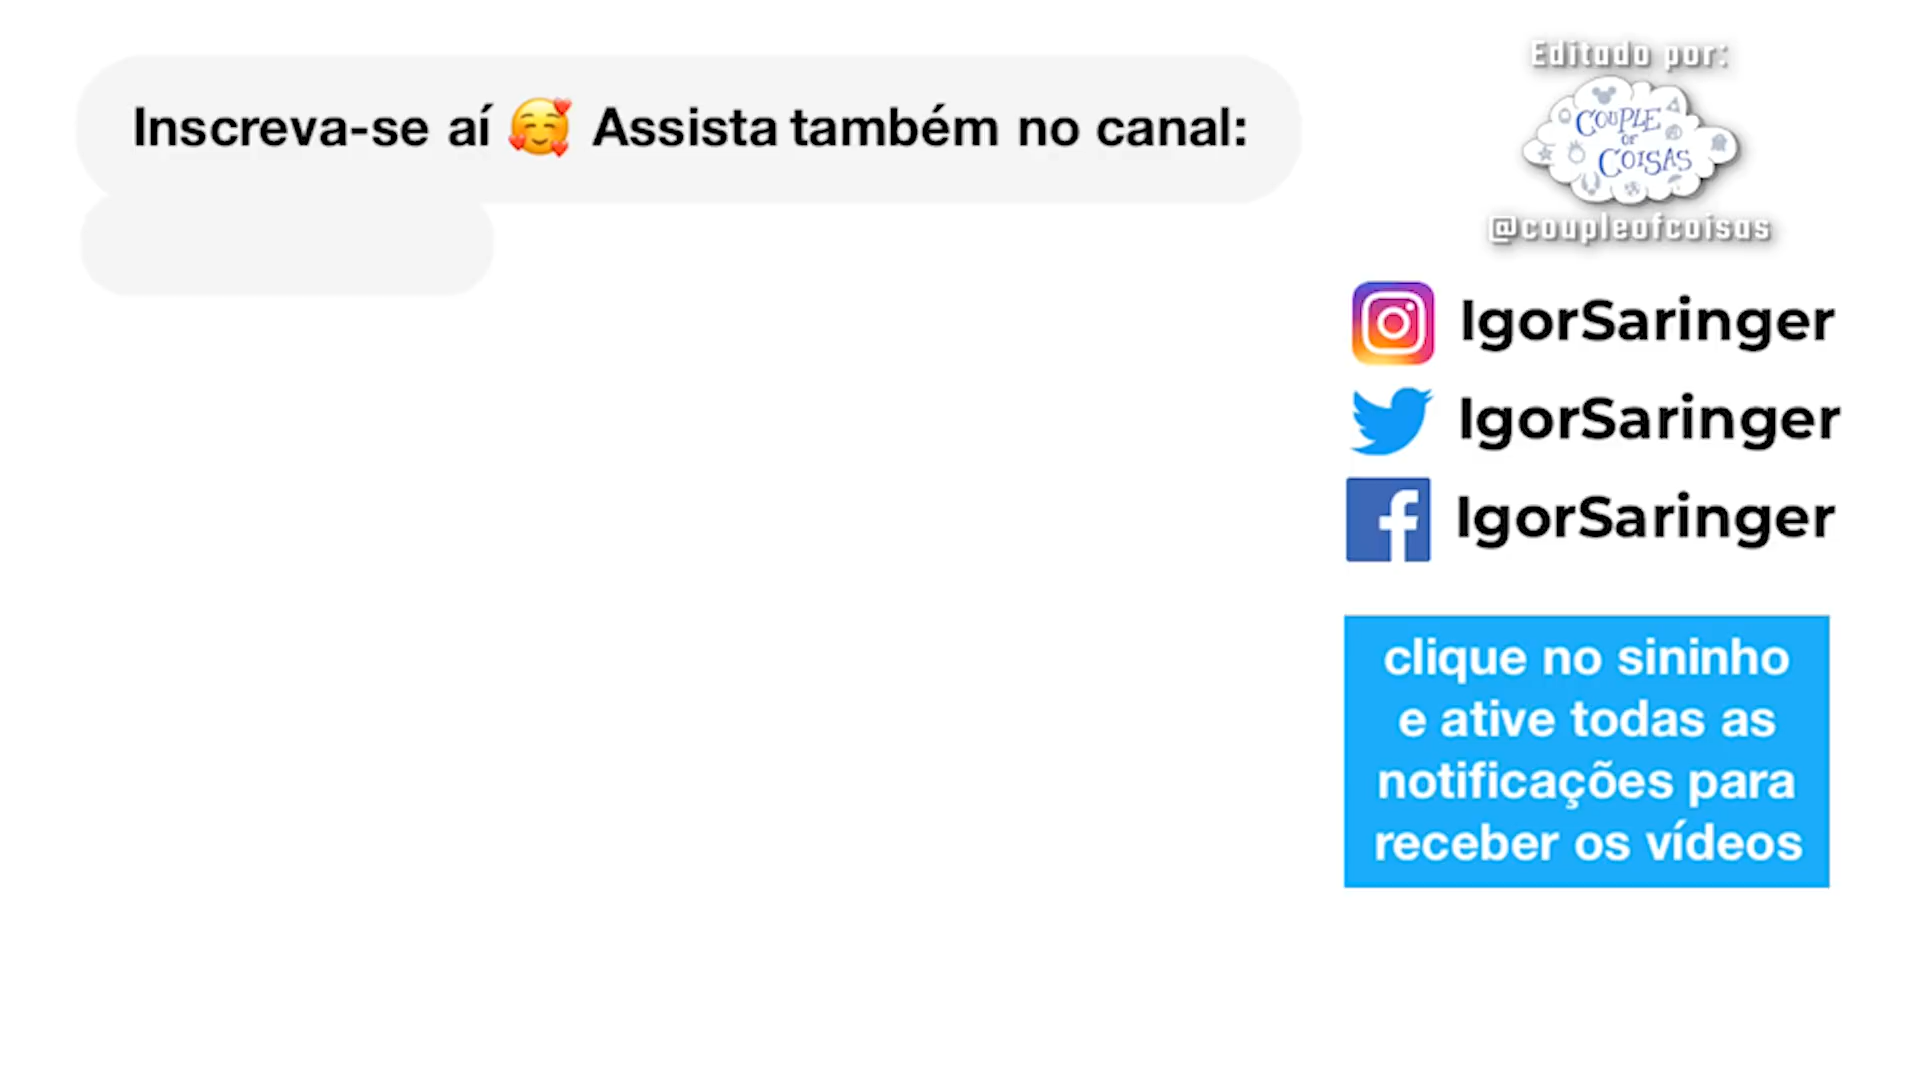 Inscreva-se aí 🥰 Assista também no canal:
Editado por:
COUPLE
OF
COISAS
@coupleofcoisas
IgorSaringer
IgorSaringer
IgorSaringer
clique no sininho
e ative todas as
notificações para
receber os vídeos